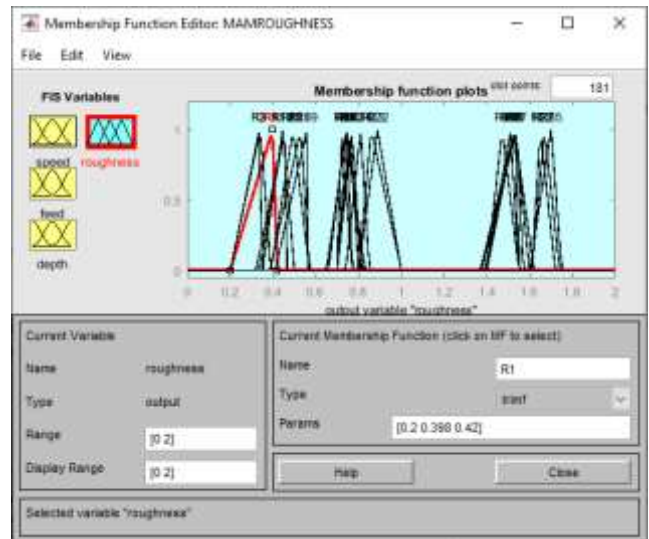 Membership Function Editor: MAMROUGHNESS
File Edit View
FIS Variables
speed
roughness
feed
depth
Membership function plots
plot points:
181
1
0.5
0
0 0.2 0.4 0.6 0.8 1 1.2 1.4 1.6 1.8 2
output variable "roughness"
Current Variable
Name roughness
Type output
Range [0 2]
Display Range [0 2]
Current Membership Function (click on MF to select)
Name R1
Type trimf
Params [0.2 0.398 0.42]
Help Close
Selected variable "roughness"